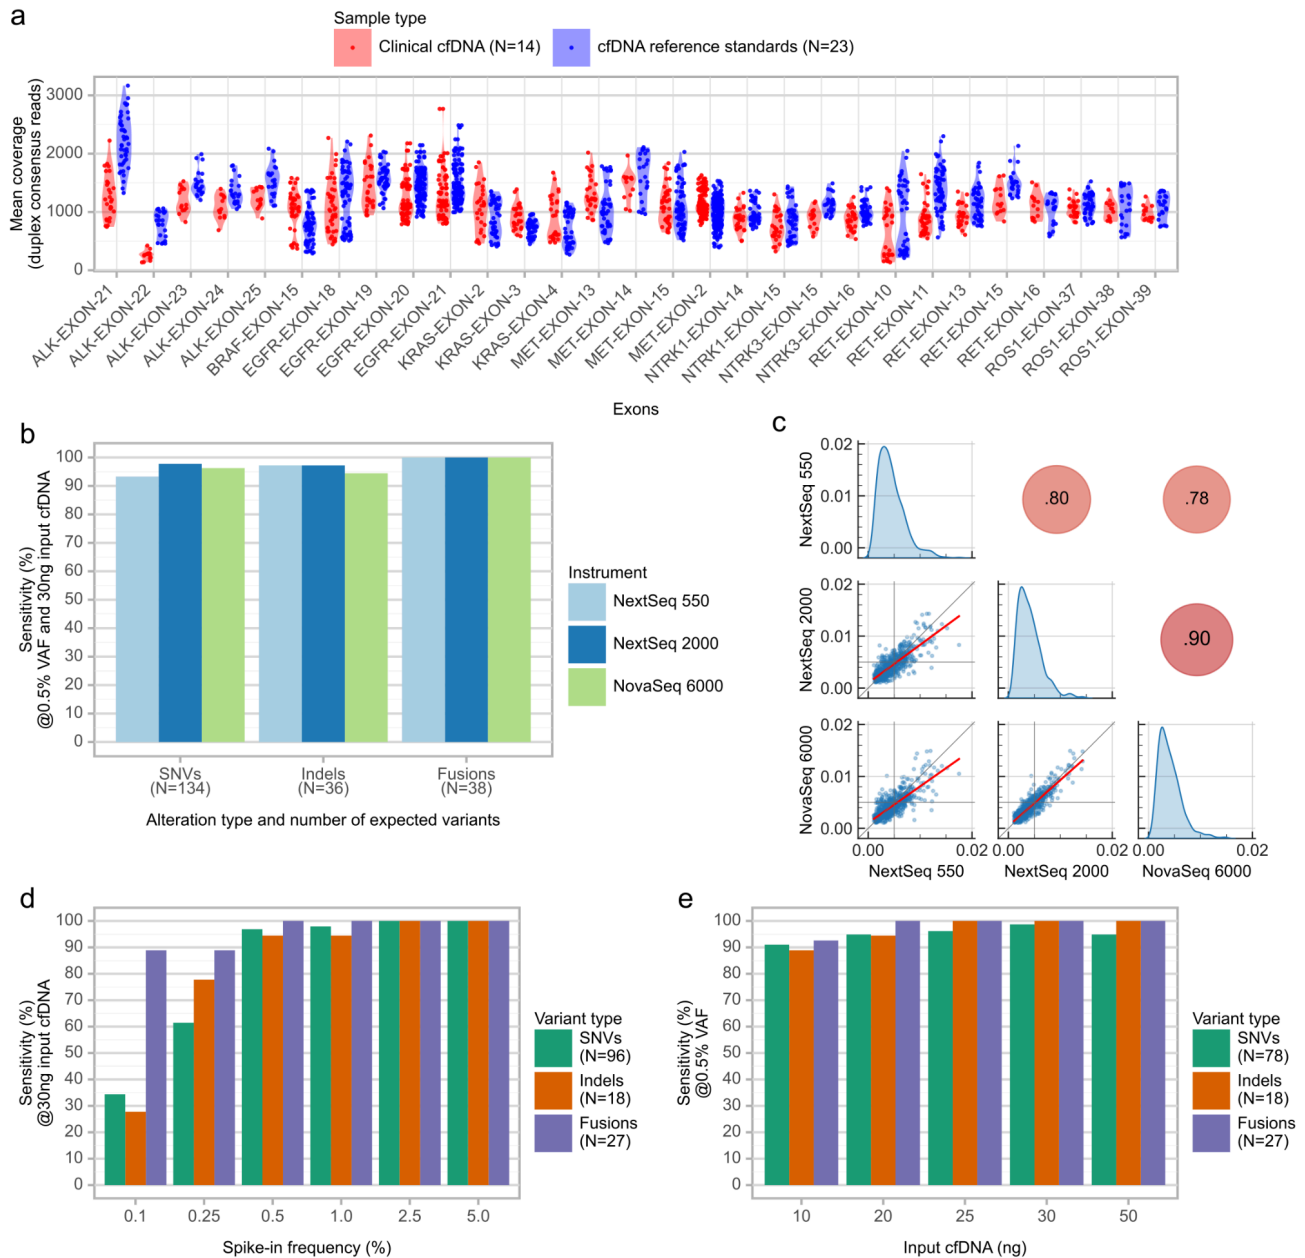 a
Sample type
Clinical cfDNA (N=14)
cfDNA reference standards (N=23)
Mean coverage
(duplex consensus reads)
3000
2000
1000
0
ALK-EXON-21
ALK-EXON-22
ALK-EXON-23
ALK-EXON-24
ALK-EXON-25
BRAF-EXON-15
EGFR-EXON-18
EGFR-EXON-19
EGFR-EXON-20
EGFR-EXON-21
KRAS-EXON-2
KRAS-EXON-3
KRAS-EXON-4
MET-EXON-13
MET-EXON-14
MET-EXON-15
MET-EXON-2
NTRK1-EXON-14
NTRK1-EXON-15
NTRK3-EXON-15
NTRK3-EXON-16
RET-EXON-10
RET-EXON-11
RET-EXON-13
RET-EXON-15
RET-EXON-16
ROS1-EXON-37
ROS1-EXON-38
ROS1-EXON-39
Exons
b
Sensitivity (%)
@0.5% VAF and 30ng input cfDNA
100
90
80
70
60
50
40
30
20
10
0
SNVs
(N=134)
Indels
(N=36)
Fusions
(N=38)
Alteration type and number of expected variants
Instrument
NextSeq 550
NextSeq 2000
NovaSeq 6000
c
NextSeq 550
0.02
0.01
0.00
.80
.78
NextSeq 2000
0.02
0.01
0.00
.90
NovaSeq 6000
0.02
0.01
0.00
0.00 0.02
0.00 0.02
0.00 0.02
NextSeq 550
NextSeq 2000
NovaSeq 6000
d
Sensitivity (%)
@30ng input cfDNA
100
90
80
70
60
50
40
30
20
10
0
0.1 0.25 0.5 1.0 2.5 5.0
Spike-in frequency (%)
Variant type
SNVs
(N=96)
Indels
(N=18)
Fusions
(N=27)
e
Sensitivity (%)
@0.5% VAF
100
90
80
70
60
50
40
30
20
10
0
10 20 25 30 50
Input cfDNA (ng)
Variant type
SNVs
(N=78)
Indels
(N=18)
Fusions
(N=27)